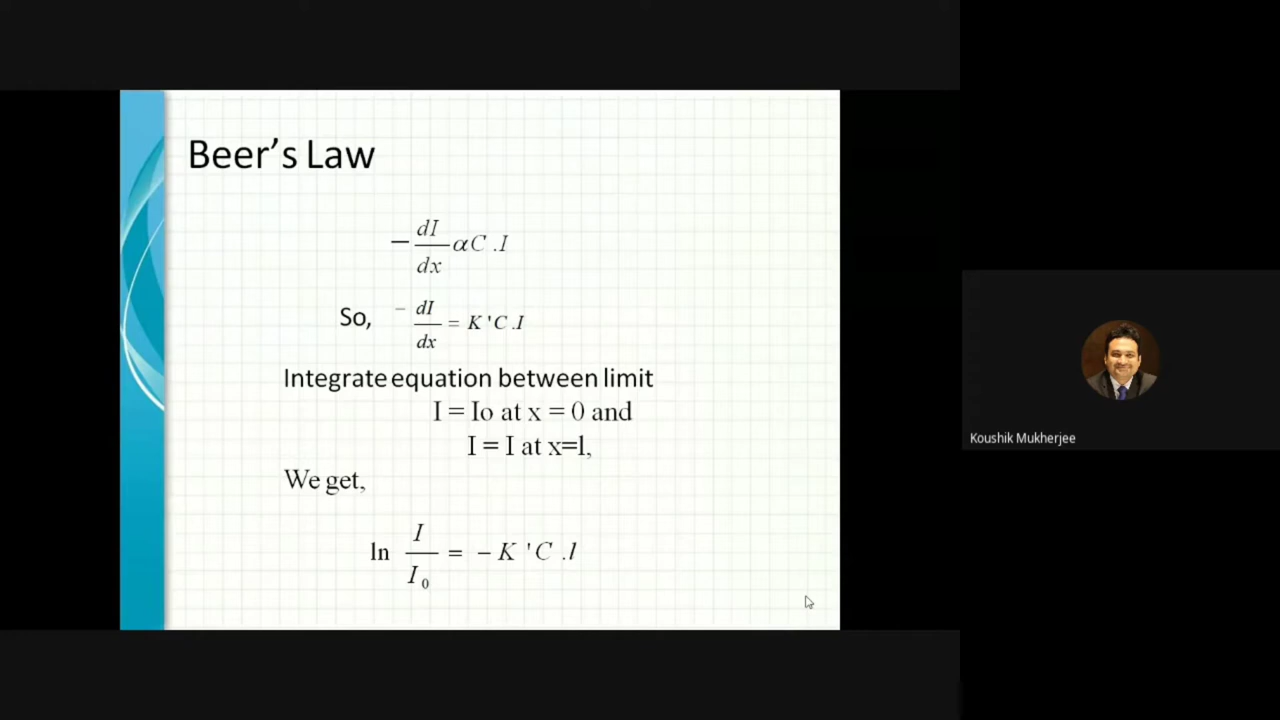 Beer's Law
− dI/dx αC .I
So, − dI/dx = K 'C .I
Integrate equation between limit
I = Io at x = 0 and
I = I at x=l,
We get,
ln I/I₀ = − K 'C .l
Koushik Mukherjee